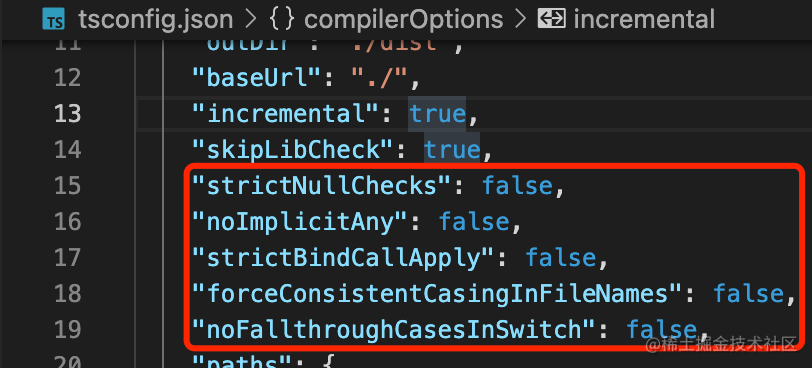 tsconfig.json > {} compilerOptions > incremental
11 "outDir": "./dist",
12 "baseUrl": "./",
13 "incremental": true,
14 "skipLibCheck": true,
15 "strictNullChecks": false,
16 "noImplicitAny": false,
17 "strictBindCallApply": false,
18 "forceConsistentCasingInFileNames": false,
19 "noFallthroughCasesInSwitch": false,
20 "paths": {
@稀土掘金技术社区